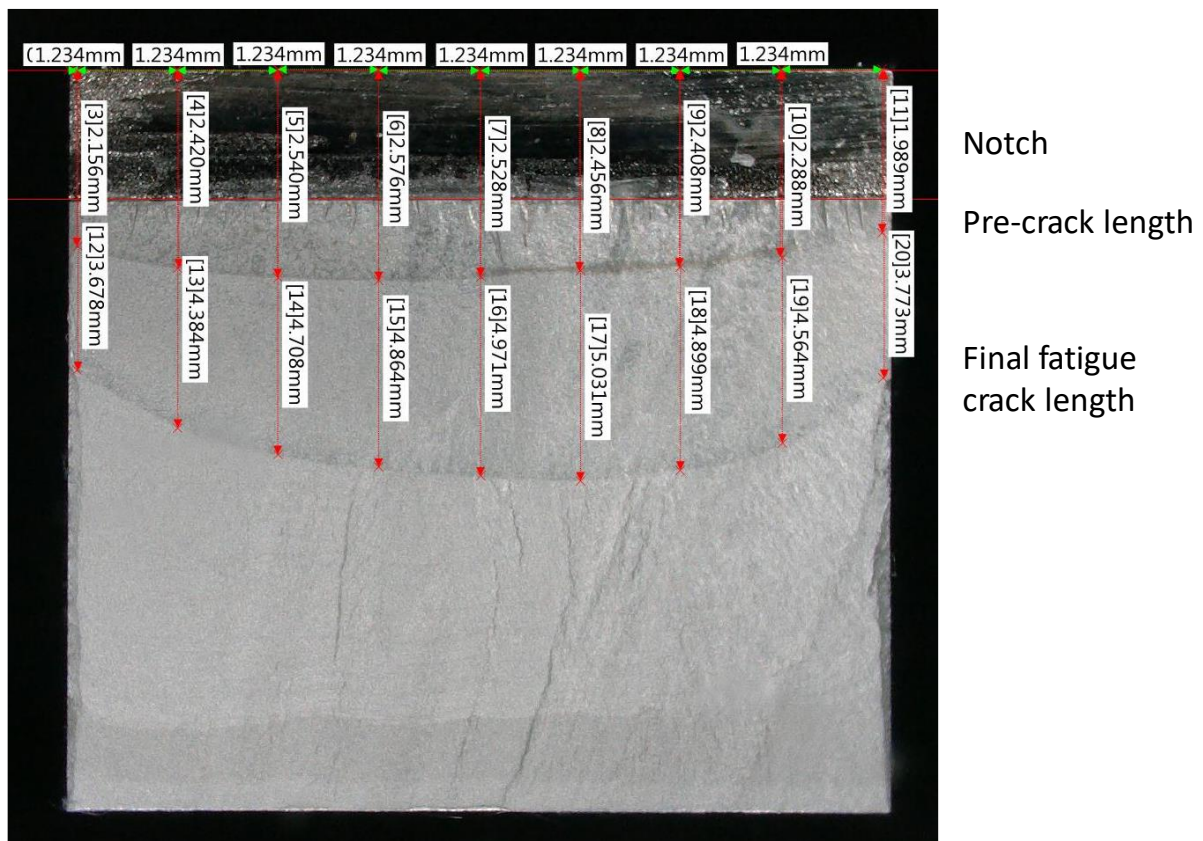 (1.234mm 1.234mm 1.234mm 1.234mm 1.234mm 1.234mm 1.234mm 1.234mm
[3]2.156mm
[4]2.420mm
[5]2.540mm
[6]2.576mm
[7]2.528mm
[8]2.456mm
[9]2.408mm
[10]2.288mm
[11]1.989mm
Notch
Pre-crack length
[12]3.678mm
[13]4.384mm
[14]4.708mm
[15]4.864mm
[16]4.971mm
[17]5.031mm
[18]4.899mm
[19]4.564mm
[20]3.773mm
Final fatigue
crack length